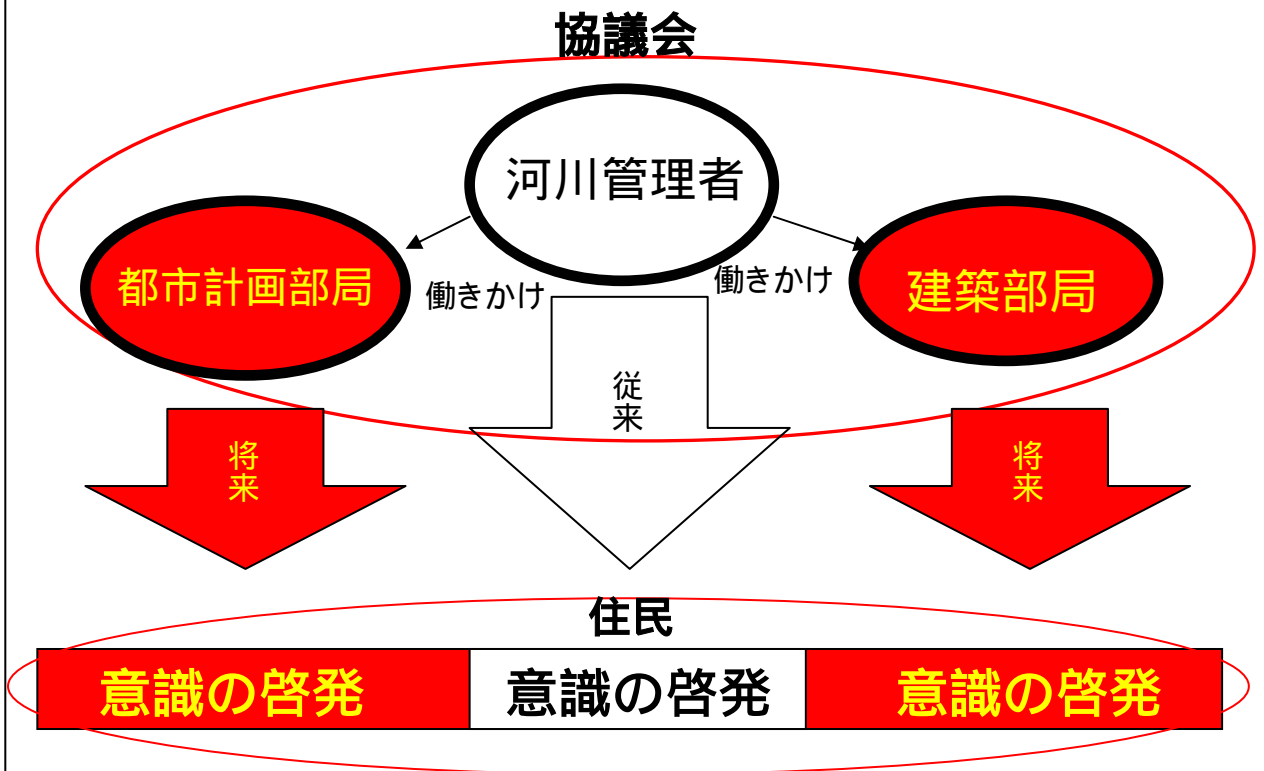 協議会
河川管理者
都市計画部局
働きかけ
働きかけ
建築部局
従来
将来
将来
住民
意識の啓発
意識の啓発
意識の啓発